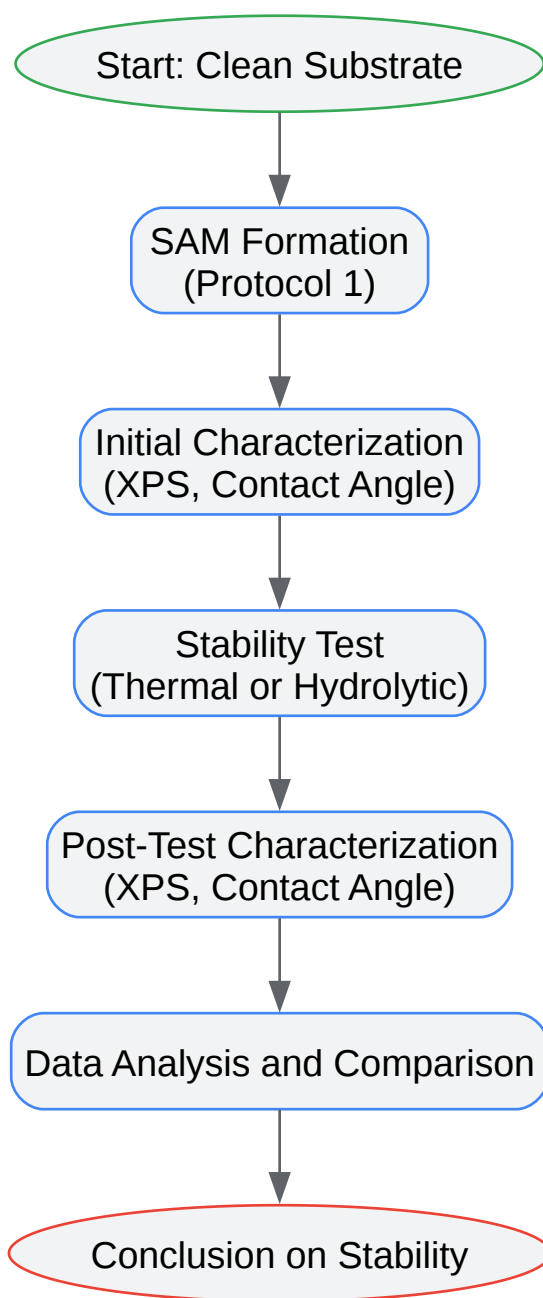 Start: Clean Substrate
SAM Formation
(Protocol 1)
Initial Characterization
(XPS, Contact Angle)
Stability Test
(Thermal or Hydrolytic)
Post-Test Characterization
(XPS, Contact Angle)
Data Analysis and Comparison
Conclusion on Stability